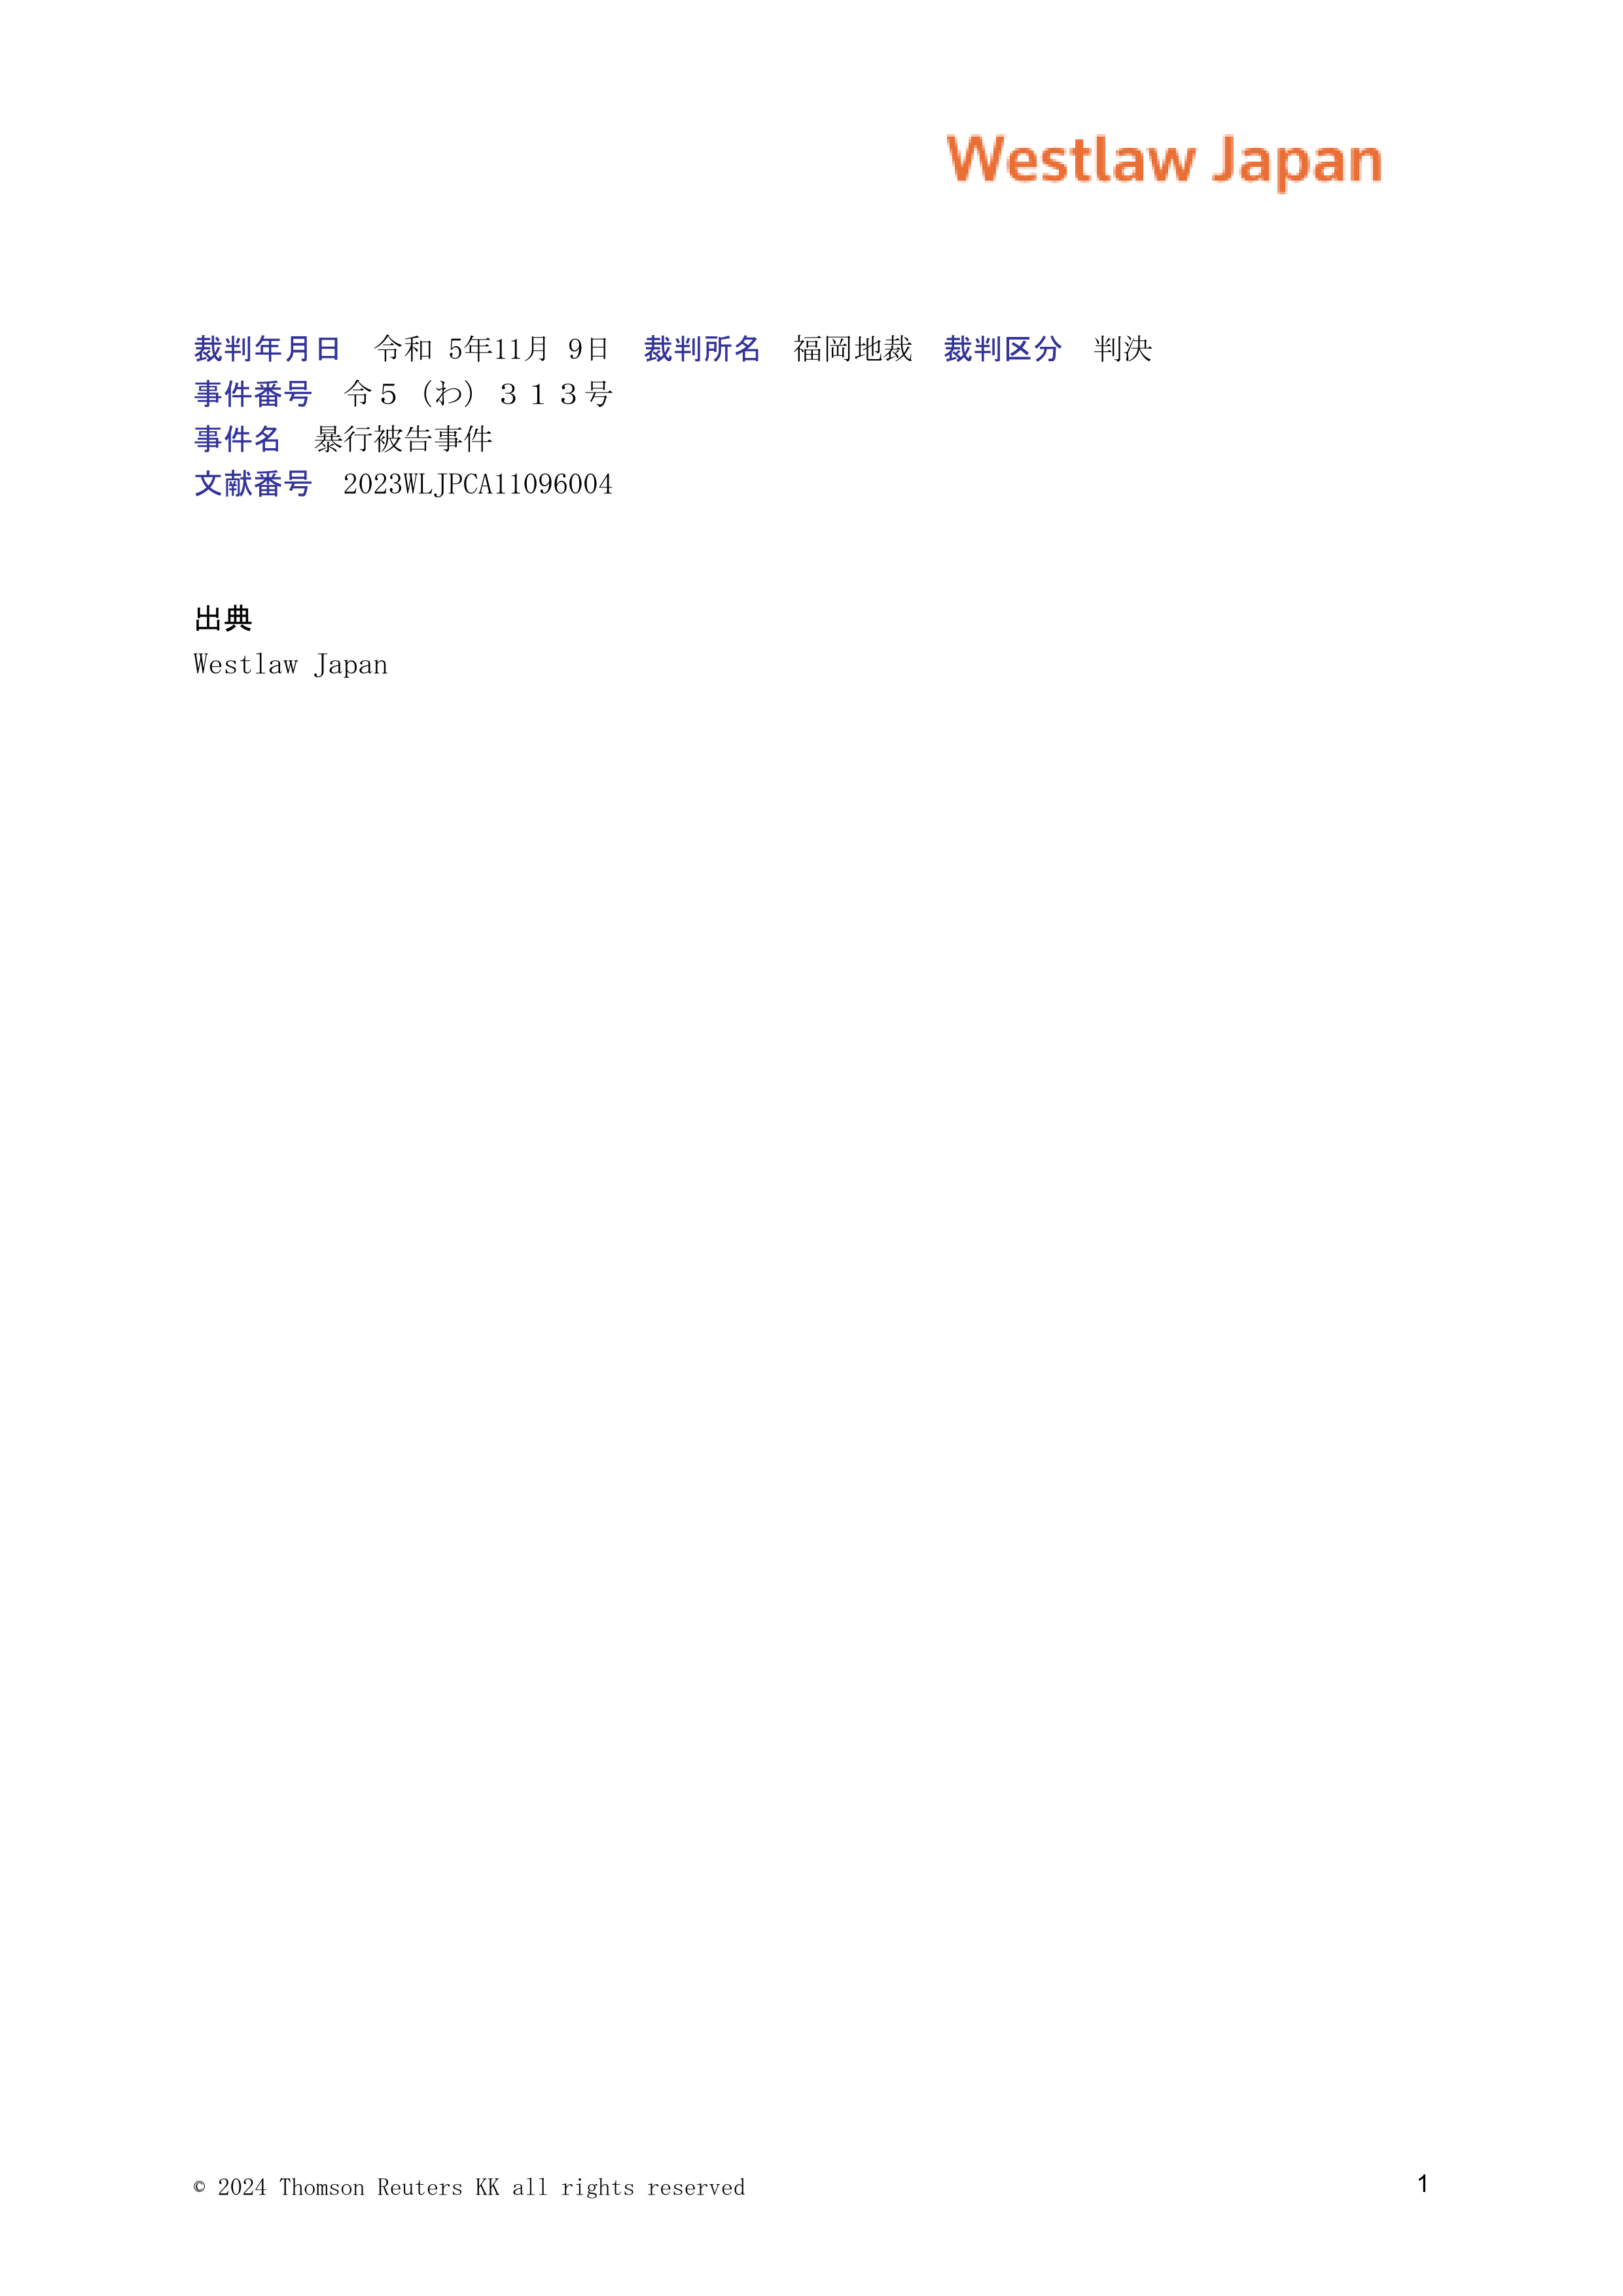 Westlaw Japan
裁判年月日　令和 5年11月 9日　裁判所名　福岡地裁　裁判区分　判決
事件番号　令５（わ）３１３号
事件名　暴行被告事件
文献番号　2023WLJPCA11096004
出典
Westlaw Japan
© 2024 Thomson Reuters KK all rights reserved 1